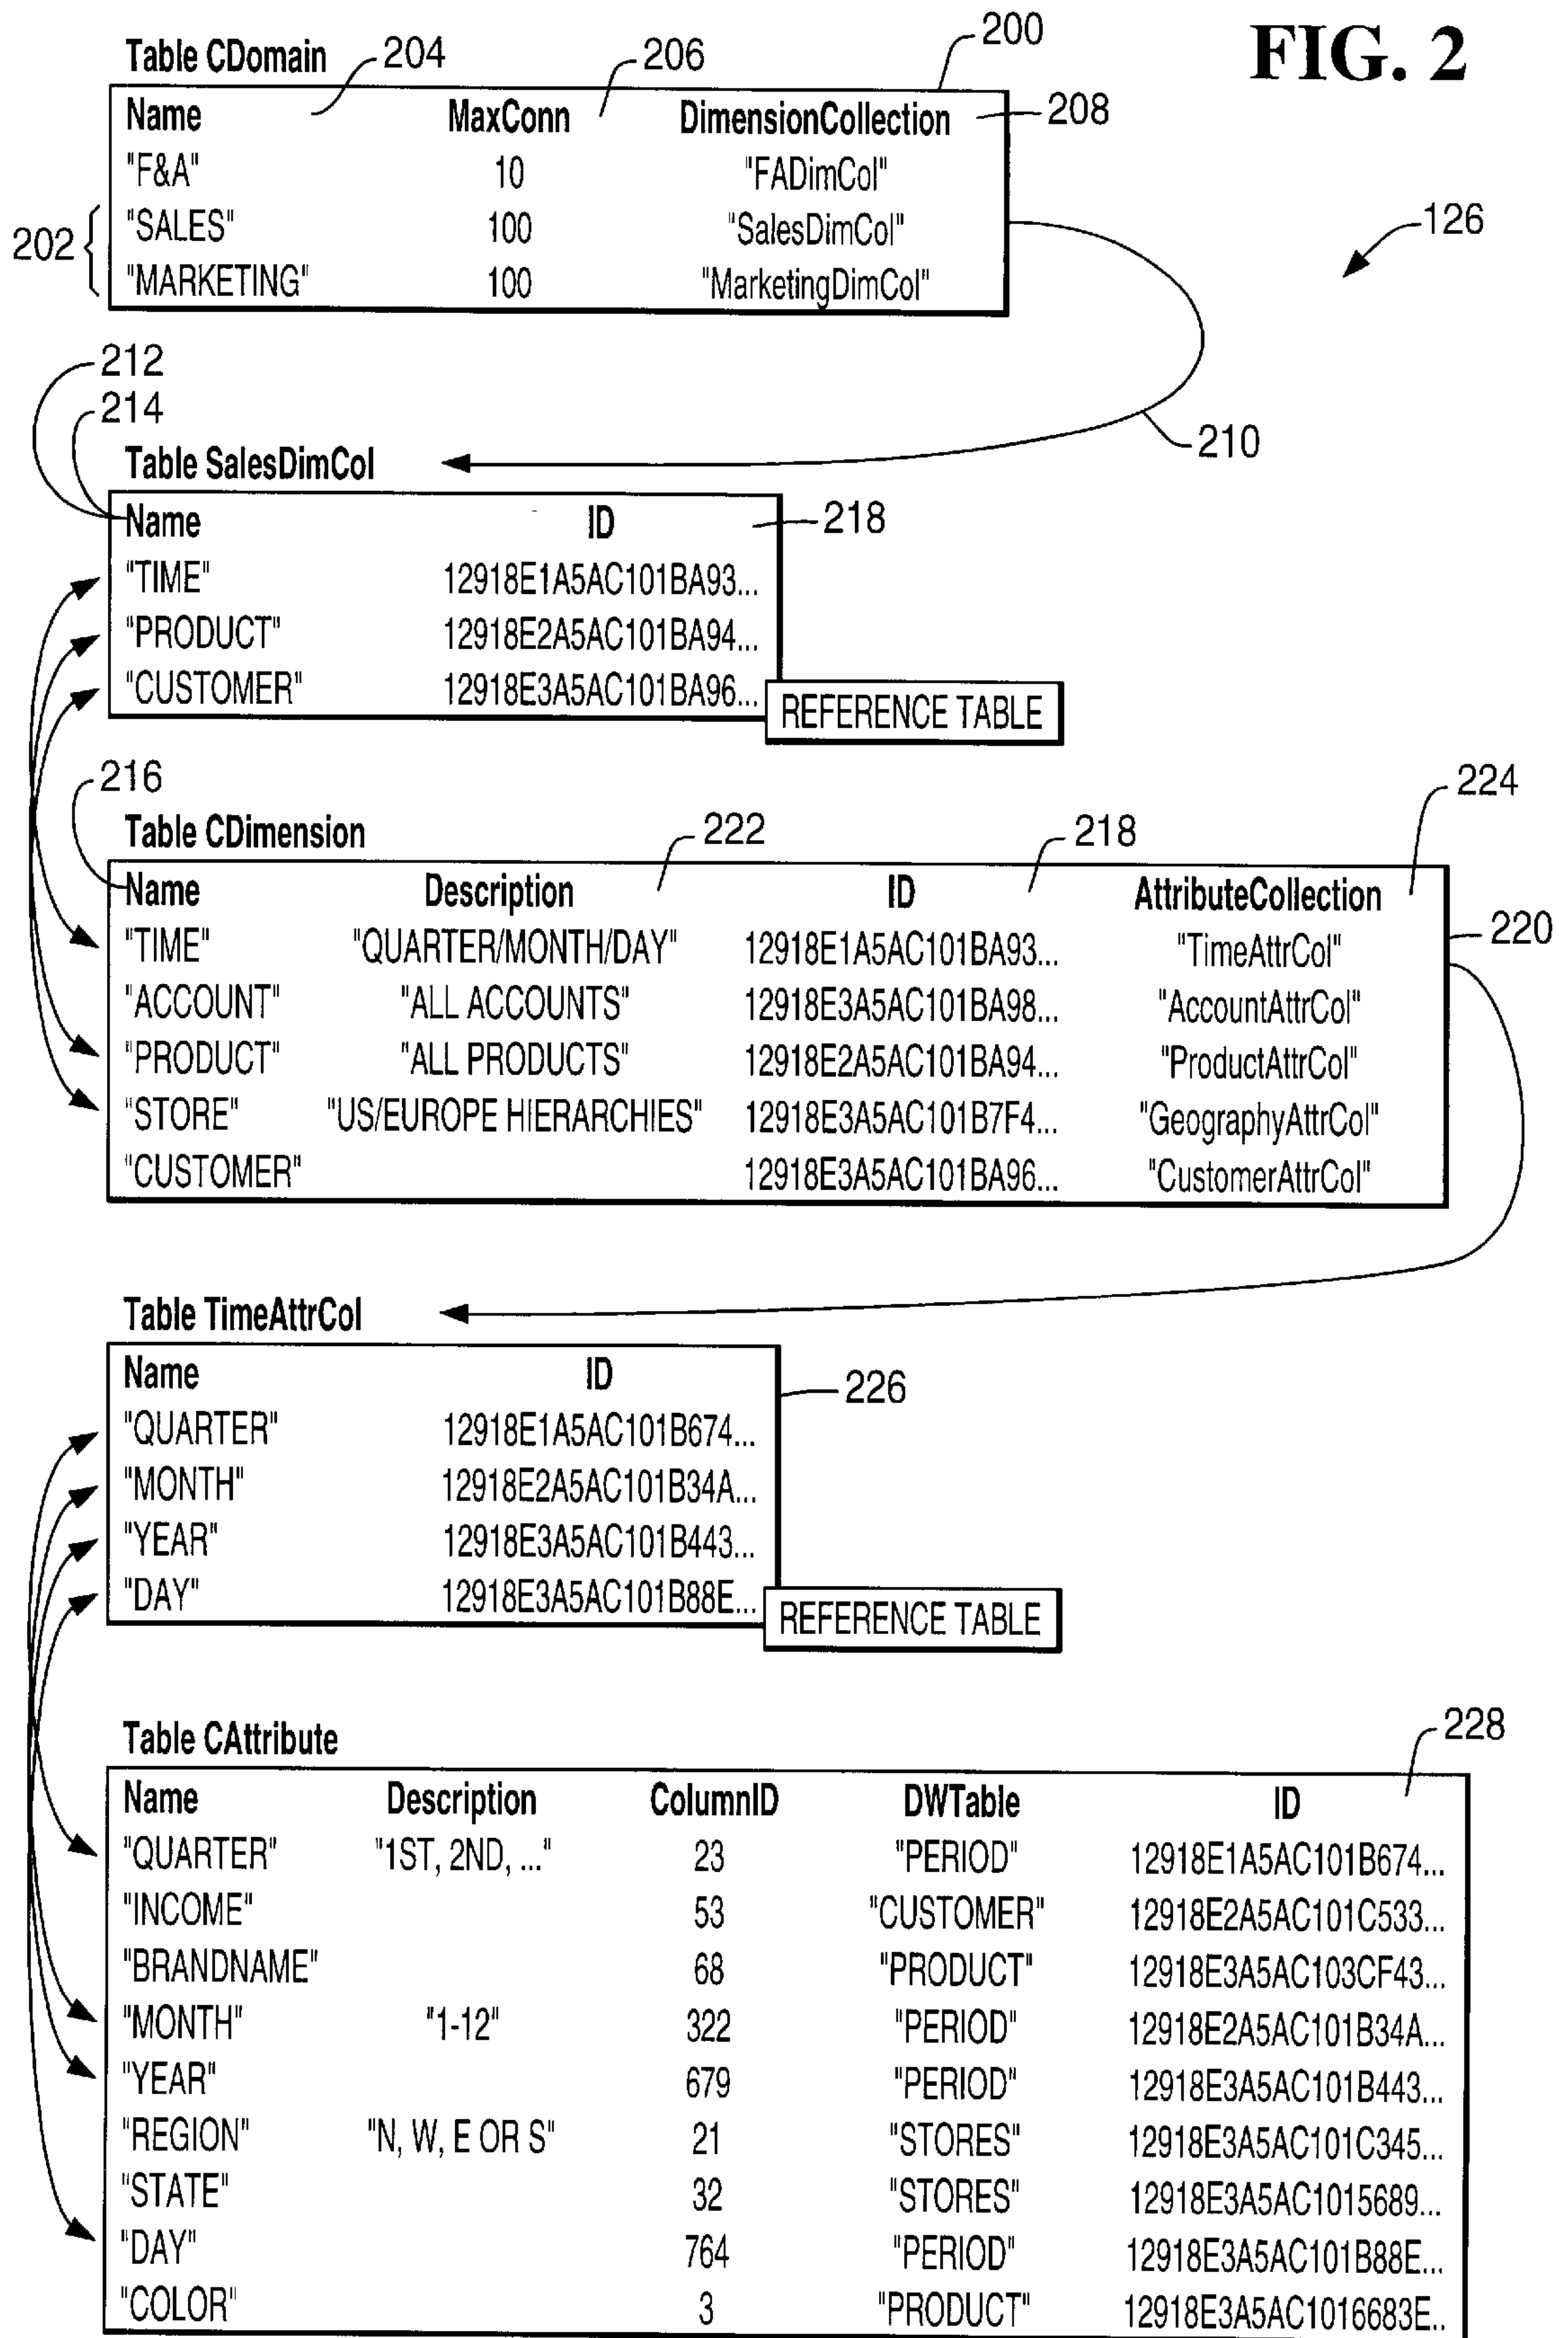 FIG. 2
200
Table CDomain 204 206
Name MaxConn DimensionCollection 208
"F&A" 10 "FADimCol"
"SALES" 100 "SalesDimCol" 126
202
"MARKETING" 100 "MarketingDimCol"
212
214
210
Table SalesDimCol
Name ID 218
"TIME" 12918E1A5AC101BA93...
"PRODUCT" 12918E2A5AC101BA94...
"CUSTOMER" 12918E3A5AC101BA96...
REFERENCE TABLE
216 224
Table CDimension 222 218
Name Description ID AttributeCollection
220
"TIME" "QUARTER/MONTH/DAY" 12918E1A5AC101BA93... "TimeAttrCol"
"ACCOUNT" "ALL ACCOUNTS" 12918E3A5AC101BA98... "AccountAttrCol"
"PRODUCT" "ALL PRODUCTS" 12918E2A5AC101BA94... "ProductAttrCol"
"STORE" "US/EUROPE HIERARCHIES" 12918E3A5AC101B7F4... "GeographyAttrCol"
"CUSTOMER" 12918E3A5AC101BA96... "CustomerAttrCol"
Table TimeAttrCol
Name ID 226
"QUARTER" 12918E1A5AC101B674...
"MONTH" 12918E2A5AC101B34A...
"YEAR" 12918E3A5AC101B443...
"DAY" 12918E3A5AC101B88E...
REFERENCE TABLE
Table CAttribute 228
Name Description ColumnID DWTable ID
"QUARTER" "1ST, 2ND, ..." 23 "PERIOD" 12918E1A5AC101B674...
"INCOME" 53 "CUSTOMER" 12918E2A5AC101C533...
"BRANDNAME" 68 "PRODUCT" 12918E3A5AC103CF43...
"MONTH" "1-12" 322 "PERIOD" 12918E2A5AC101B34A...
"YEAR" 679 "PERIOD" 12918E3A5AC101B443...
"REGION" "N, W, E OR S" 21 "STORES" 12918E3A5AC101C345...
"STATE" 32 "STORES" 12918E3A5AC1015689...
"DAY" 764 "PERIOD" 12918E3A5AC101B88E...
"COLOR" 3 "PRODUCT" 12918E3A5AC1016683E..